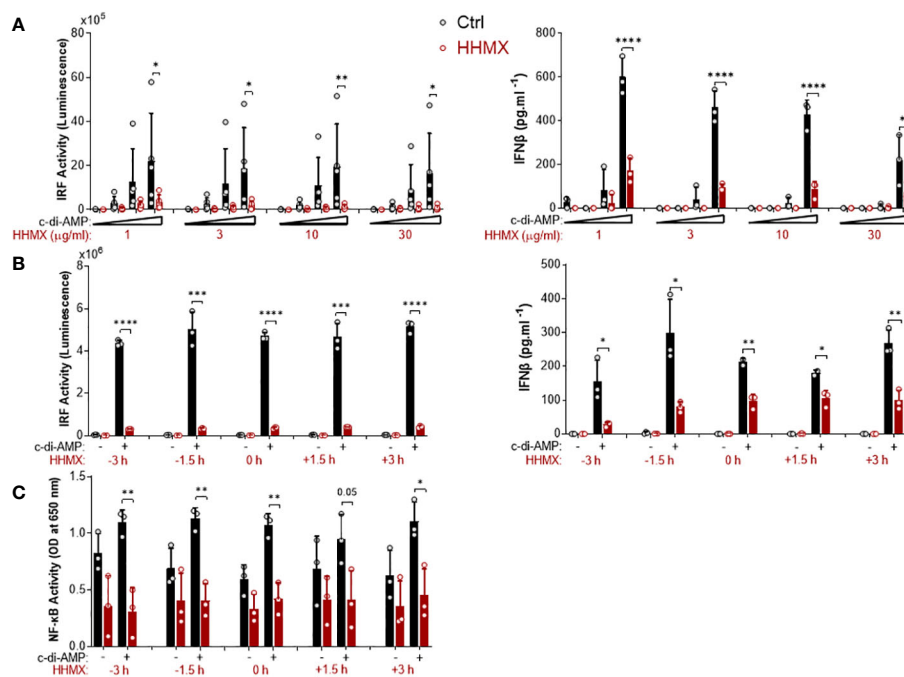 A
x10⁵
IRF Activity (Luminescence)
80
60
40
20
0
* * ** *
c-di-AMP:
HHMX (μg/ml): 1 3 10 30
Ctrl
HHMX
IFNβ (pg.ml ⁻¹)
800
600
400
200
0
**** **** **** *
c-di-AMP:
HHMX (μg/ml): 1 3 10 30
B
x10⁶
IRF Activity (Luminescence)
6
4
2
0
**** *** **** *** ****
- + - + - + - + - +
c-di-AMP:
HHMX: -3 h -1.5 h 0 h +1.5 h +3 h
IFNβ (pg.ml ⁻¹)
500
400
300
200
100
0
* * ** * **
c-di-AMP: - + - + - + - + - +
HHMX: -3 h -1.5 h 0 h +1.5 h +3 h
C
NF-κB Activity (OD at 650 nm)
1.5
1.0
0.5
0.0
** ** ** 0.05 *
c-di-AMP: - + - + - + - + - +
HHMX: -3 h -1.5 h 0 h +1.5 h +3 h